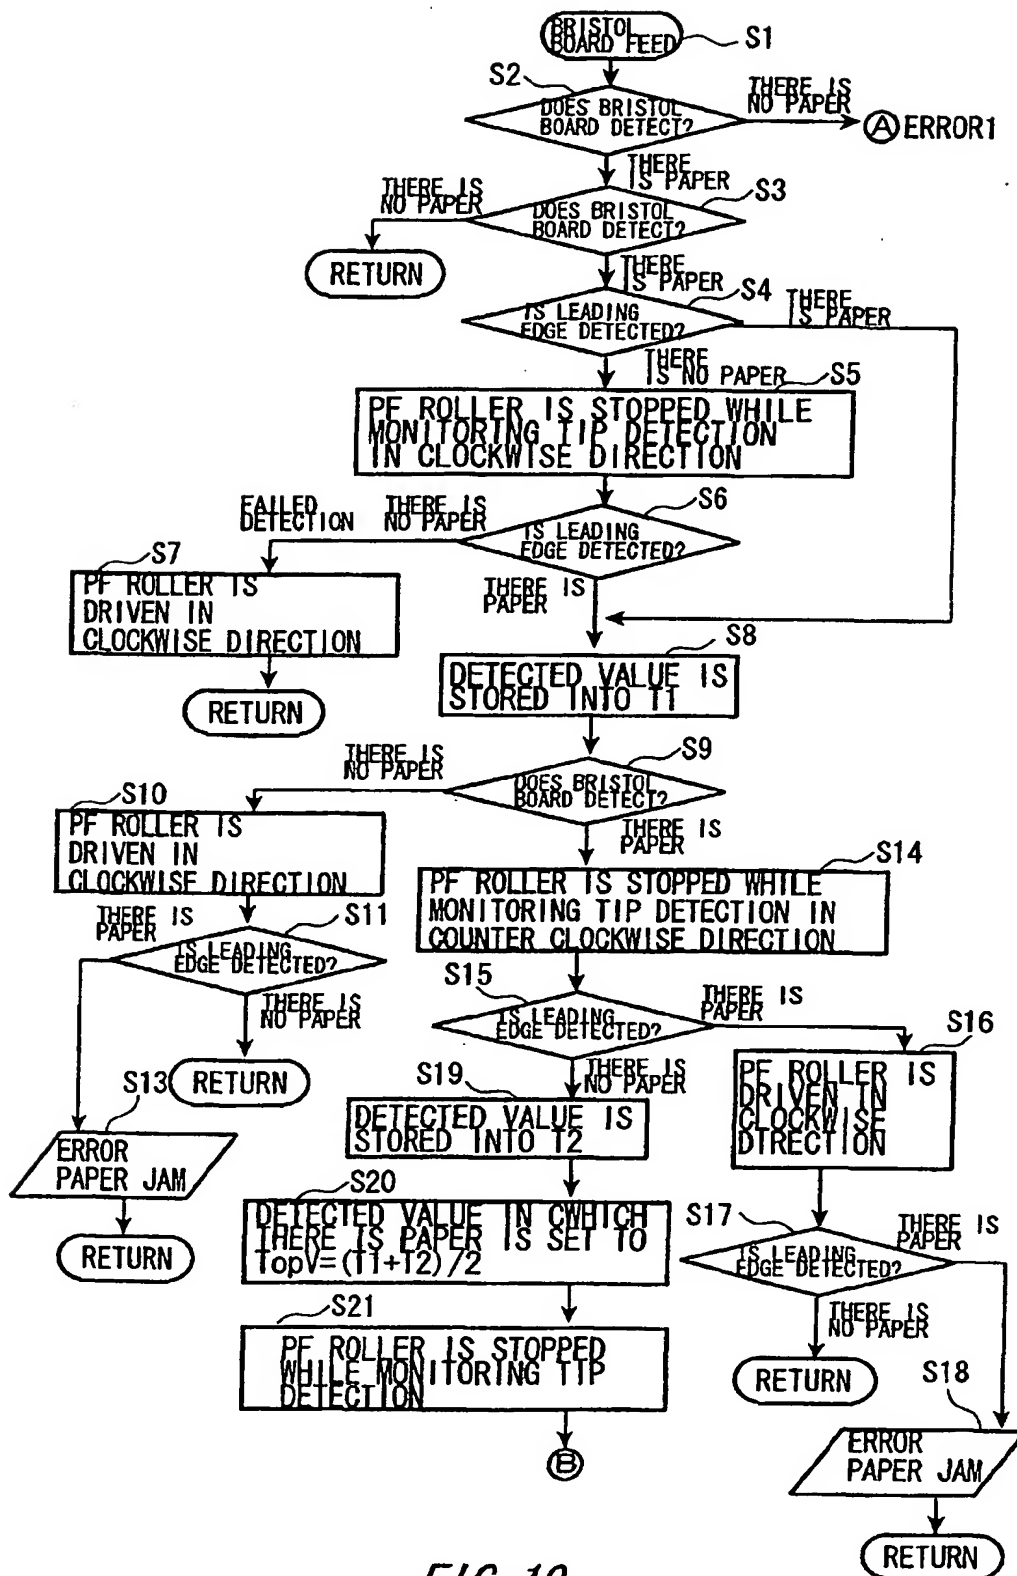 BRISTOL
BOARD FEED
S1
S2
DOES BRISTOL
BOARD DETECT?
THERE IS
NO PAPER
A ERROR1
THERE
IS PAPER
S3
THERE IS
NO PAPER
DOES BRISTOL
BOARD DETECT?
RETURN
THERE
IS PAPER
S4
IS LEADING
EDGE DETECTED?
THERE
IS PAPER
THERE
IS NO PAPER
S5
PF ROLLER IS STOPPED WHILE
MONITORING TIP DETECTION
IN CLOCKWISE DIRECTION
S6
FAILED
DETECTION
THERE IS
NO PAPER
IS LEADING
EDGE DETECTED?
S7
PF ROLLER IS
DRIVEN IN
CLOCKWISE DIRECTION
RETURN
THERE IS
PAPER
S8
DETECTED VALUE IS
STORED INTO T1
S9
THERE IS
NO PAPER
DOES BRISTOL
BOARD DETECT?
S10
PF ROLLER IS
DRIVEN IN
CLOCKWISE DIRECTION
THERE IS
PAPER
S14
PF ROLLER IS STOPPED WHILE
MONITORING TIP DETECTION IN
COUNTER CLOCKWISE DIRECTION
THERE IS
PAPER
S11
IS LEADING
EDGE DETECTED?
THERE IS
NO PAPER
RETURN
S13
ERROR
PAPER JAM
RETURN
S15
IS LEADING
EDGE DETECTED?
THERE IS
PAPER
S16
PF ROLLER IS
DRIVEN IN
CLOCKWISE
DIRECTION
THERE IS
NO PAPER
S19
DETECTED VALUE IS
STORED INTO T2
S20
DETECTED VALUE IN CWHICH
THERE IS PAPER IS SET TO
TopV=(T1+T2)/2
S21
PF ROLLER IS STOPPED
WHILE MONITORING TIP
DETECTION
B
S17
IS LEADING
EDGE DETECTED?
THERE IS
PAPER
THERE IS
NO PAPER
RETURN
S18
ERROR
PAPER JAM
RETURN
FIG. 10